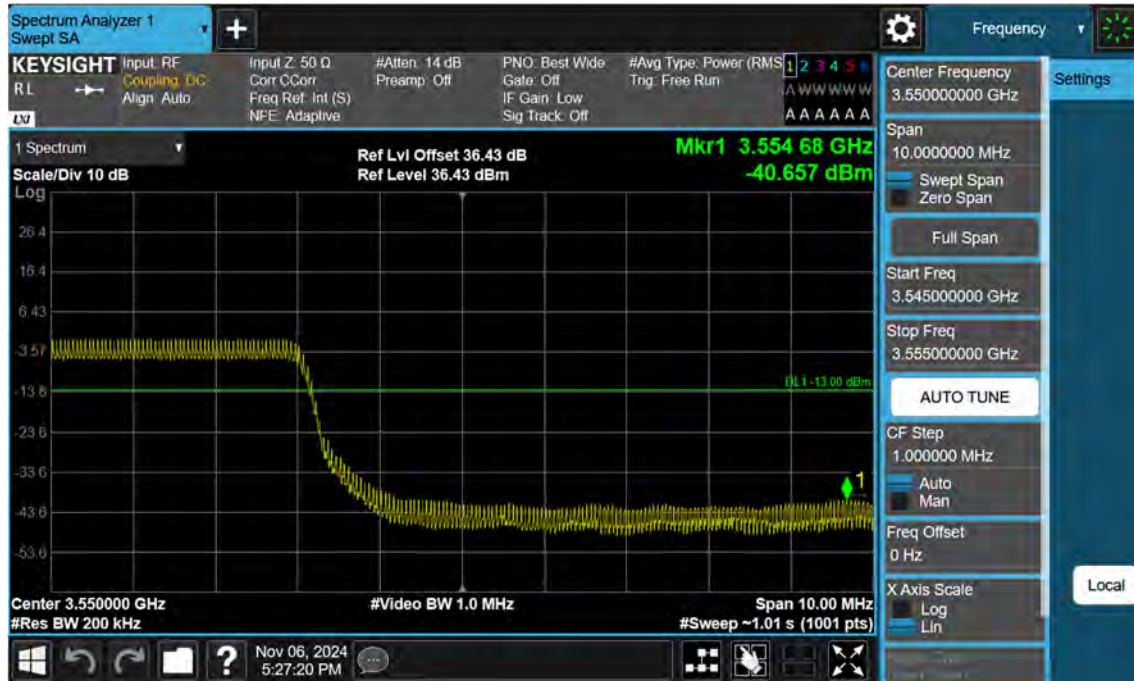 Spectrum Analyzer 1
Swept SA
+
Frequency
KEYSIGHT
RL
LXI
Input: RF
Coupling: DC
Align: Auto
Input Z: 50 Ω
Corr CCorr
Freq Ref: Int (S)
NFE: Adaptive
#Atten: 14 dB
Preamp: Off
PNO: Best Wide
Gate: Off
IF Gain: Low
Sig Track: Off
#Avg Type: Power (RMS
Trig: Free Run
1 2 3 4 5 6
A W W W W W
A A A A A A
1 Spectrum
Scale/Div 10 dB
Ref Lvl Offset 36.43 dB
Ref Level 36.43 dBm
Mkr1 3.554 68 GHz
-40.657 dBm
Log
26.4
16.4
6.43
-3.57
-13.6
-23.6
-33.6
-43.6
-53.6
DL1 -13.00 dBm
1
Center 3.550000 GHz
#Res BW 200 kHz
#Video BW 1.0 MHz
Span 10.00 MHz
#Sweep ~1.01 s (1001 pts)
?
Nov 06, 2024
5:27:20 PM
Center Frequency
3.550000000 GHz
Span
10.0000000 MHz
Swept Span
Zero Span
Full Span
Start Freq
3.545000000 GHz
Stop Freq
3.555000000 GHz
AUTO TUNE
CF Step
1.000000 MHz
Auto
Man
Freq Offset
0 Hz
X Axis Scale
Log
Lin
Settings
Local